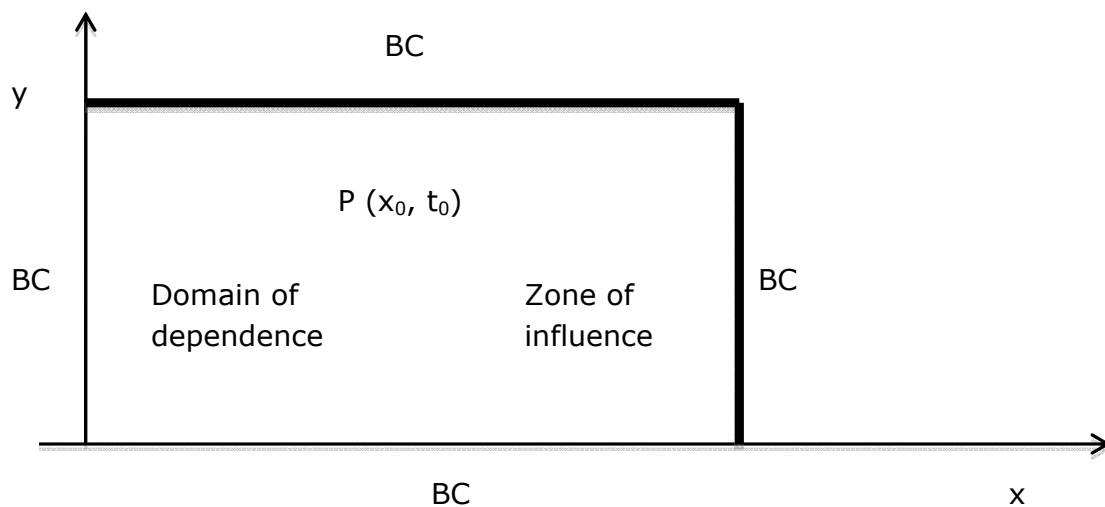 BC
y
P (x₀, t₀)
BC
BC
Domain of
dependence
Zone of
influence
BC
x